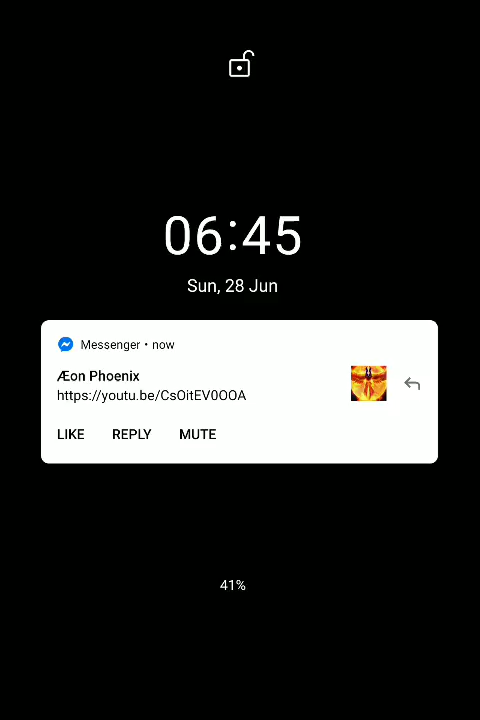 06:45
Sun, 28 Jun
Messenger • now
Æon Phoenix
https://youtu.be/CsOitEV0OOA
LIKE REPLY MUTE
41%